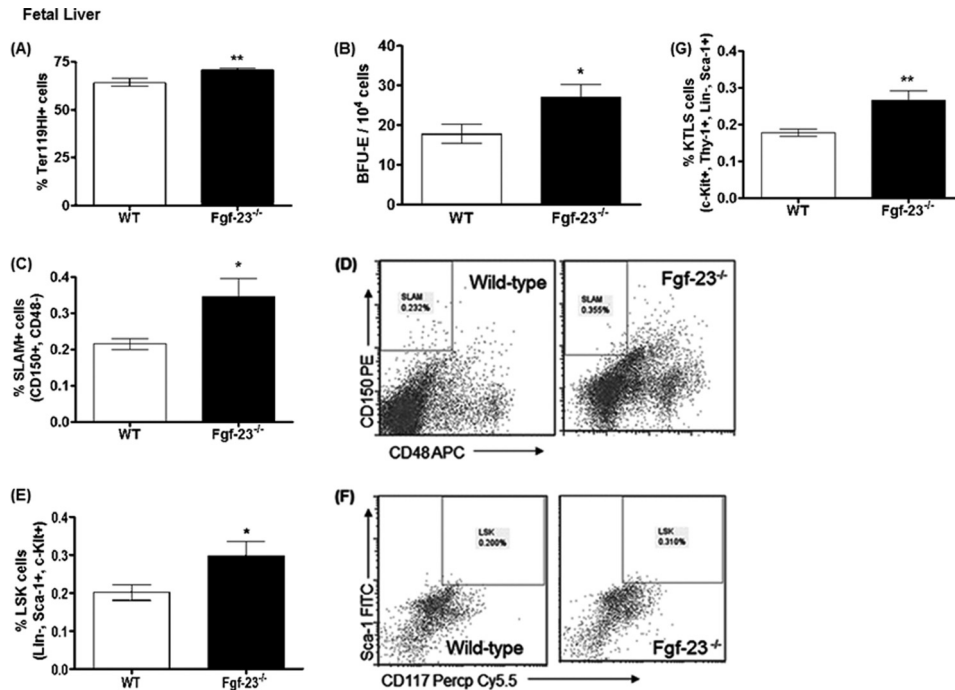 Fetal Liver
(A)
% Ter119Hi+ cells
75
50
25
0
**
WT
Fgf-23-/-
(B)
BFU-E / 10⁴ cells
40
30
20
10
0
*
WT
Fgf-23-/-
(G)
% KTLS cells
(c-Kit+, Thy-1+, Lin-, Sca-1+)
0.4
0.3
0.2
0.1
0.0
**
WT
Fgf-23-/-
(C)
% SLAM+ cells
(CD150+, CD48-)
0.4
0.3
0.2
0.1
0.0
*
WT
Fgf-23-/-
(D)
SLAM
0.232%
Wild-type
SLAM
0.355%
Fgf-23-/-
CD150 PE
CD48 APC
(E)
% LSK cells
(Lin-, Sca-1+, c-Kit+)
0.4
0.3
0.2
0.1
0.0
*
WT
Fgf-23-/-
(F)
LSK
0.200%
Wild-type
LSK
0.310%
Fgf-23-/-
Sca-1 FITC
CD117 Percp Cy5.5